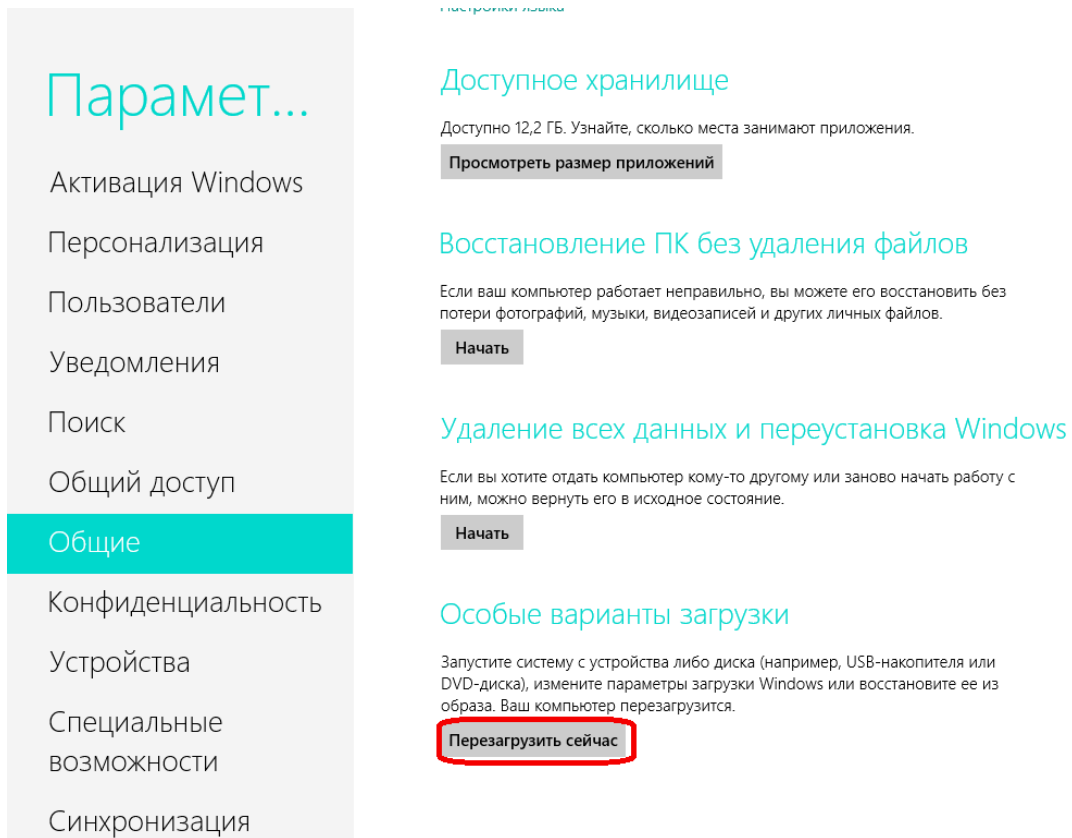 Настройки языка
Парамет...
Активация Windows
Персонализация
Пользователи
Уведомления
Поиск
Общий доступ
Общие
Конфиденциальность
Устройства
Специальные
возможности
Синхронизация
Доступное хранилище
Доступно 12,2 ГБ. Узнайте, сколько места занимают приложения.
Просмотреть размер приложений
Восстановление ПК без удаления файлов
Если ваш компьютер работает неправильно, вы можете его восстановить без
потери фотографий, музыки, видеозаписей и других личных файлов.
Начать
Удаление всех данных и переустановка Windows
Если вы хотите отдать компьютер кому-то другому или заново начать работу с
ним, можно вернуть его в исходное состояние.
Начать
Особые варианты загрузки
Запустите систему с устройства либо диска (например, USB-накопителя или
DVD-диска), измените параметры загрузки Windows или восстановите ее из
образа. Ваш компьютер перезагрузится.
Перезагрузить сейчас